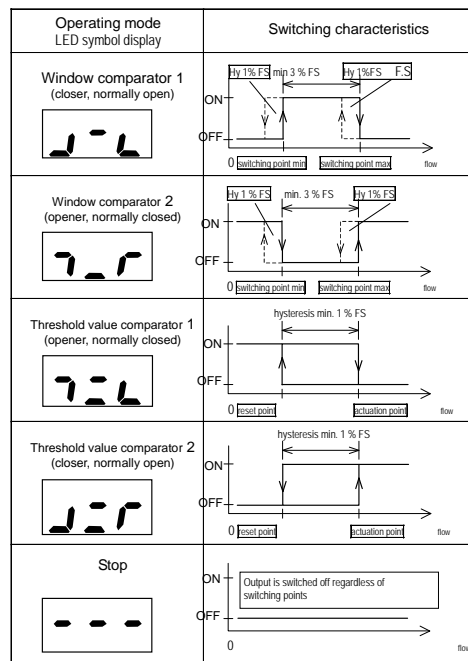 Operating mode
LED symbol display
Switching characteristics
Window comparator 1
(closer, normally open)
Hy 1% FS min 3 % FS Hy 1%FS F.S
ON
OFF
0 switching point min switching point max flow
Window comparator 2
(opener, normally closed)
Hy 1 % FS min. 3 % FS Hy 1% FS
ON
OFF
0 switching point min switching point max flow
Threshold value comparator 1
(opener, normally closed)
hysteresis min. 1 % FS
ON
OFF
0 reset point actuation point flow
Threshold value comparator 2
(closer, normally open)
hysteresis min. 1 % FS
ON
OFF
0 reset point actuation point flow
Stop
- - -
ON
Output is switched off regardless of
switching points
OFF
0 flow